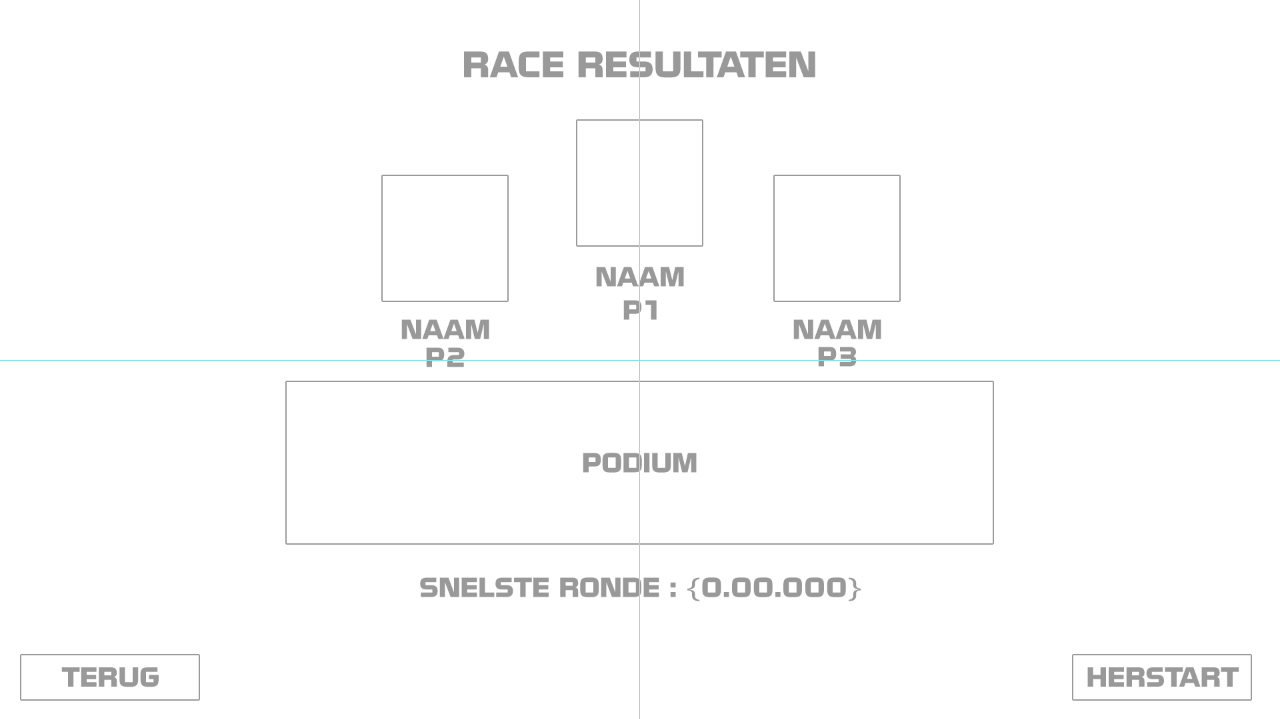 RACE RESULTATEN
NAAM
P1
NAAM
P2
NAAM
P3
PODIUM
SNELSTE RONDE : {0.00.000}
TERUG
HERSTART